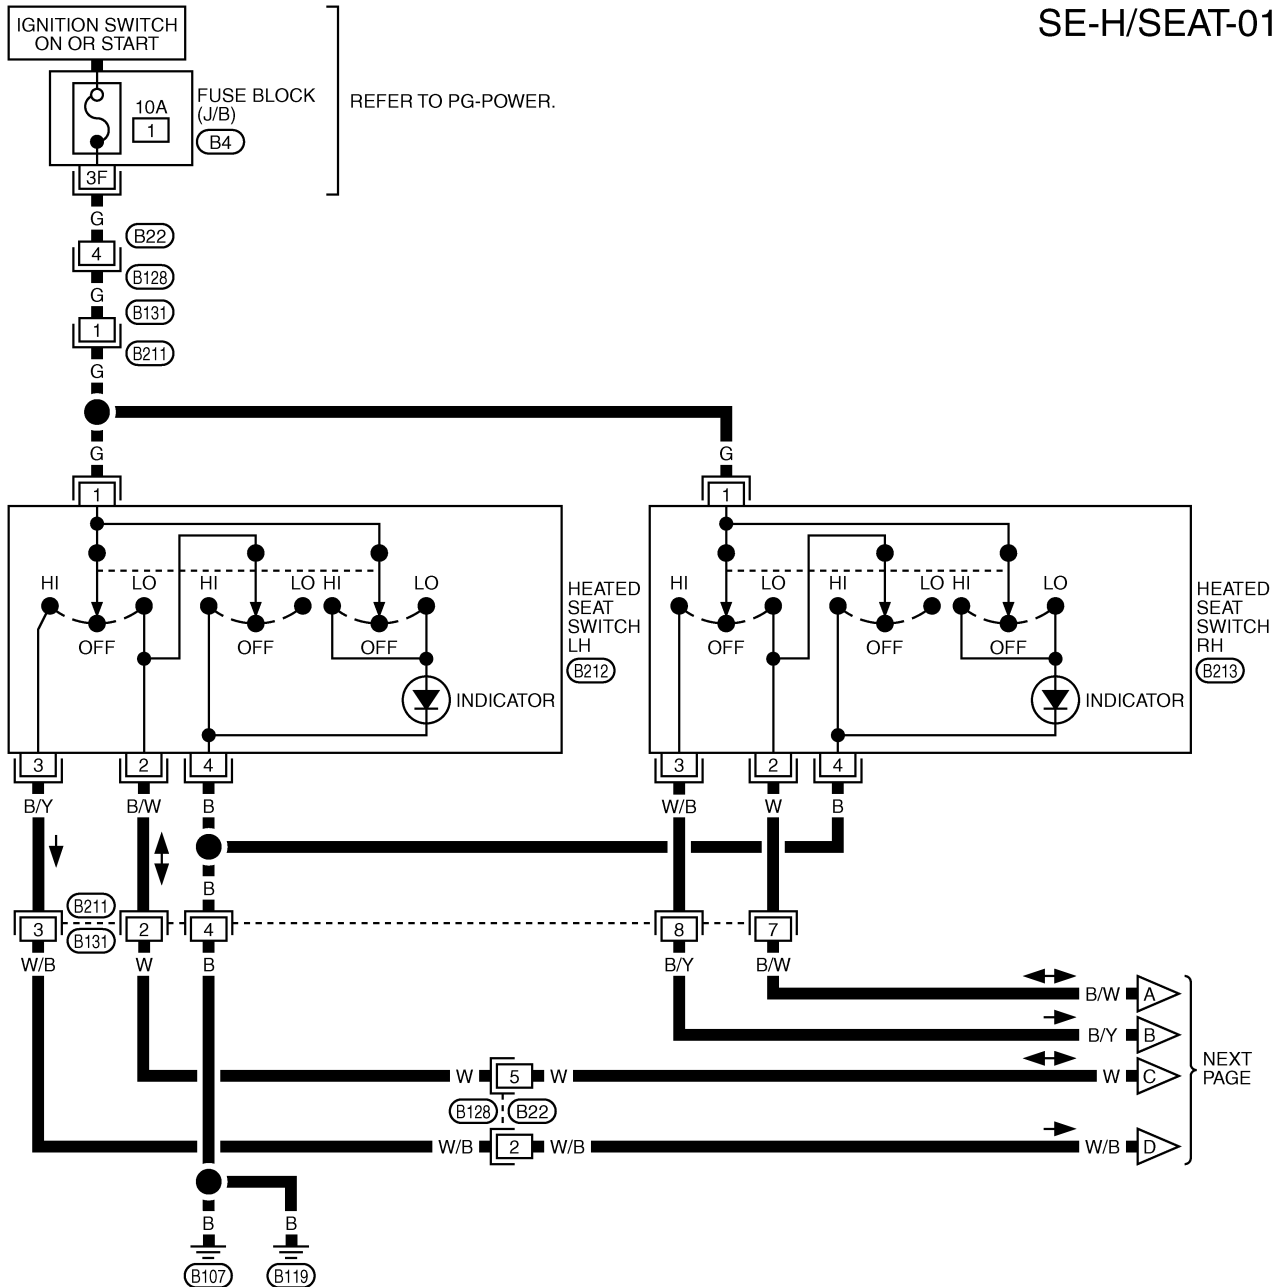 SE-H/SEAT-01
IGNITION SWITCH
ON OR START
10A
1
FUSE BLOCK
(J/B)
B4
REFER TO PG-POWER.
3F
G
B22
4
B128
G
B131
1
B211
G
G
G
1
1
HI
LO
HI
LO
HI
LO
OFF
OFF
OFF
INDICATOR
HEATED
SEAT
SWITCH
LH
B212
HI
LO
HI
LO
HI
LO
OFF
OFF
OFF
INDICATOR
HEATED
SEAT
SWITCH
RH
B213
3
2
4
3
2
4
B/Y
B/W
B
W/B
W
B
B
B211
B131
3
2
4
8
7
W/B
W
B
B/Y
B/W
B/W
A
B/Y
B
W
5
W
W
C
B128
B22
W/B
2
W/B
W/B
D
NEXT
PAGE
B
B
B107
B119